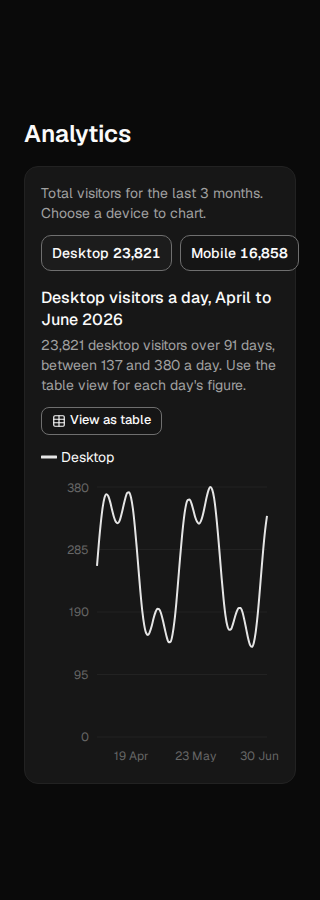 Analytics
Total visitors for the last 3 months.
Choose a device to chart.
Desktop 23,821
Mobile 16,858
Desktop visitors a day, April to
June 2026
23,821 desktop visitors over 91 days,
between 137 and 380 a day. Use the
table view for each day's figure.
View as table
Desktop
380
285
190
95
0
19 Apr 23 May 30 Jun